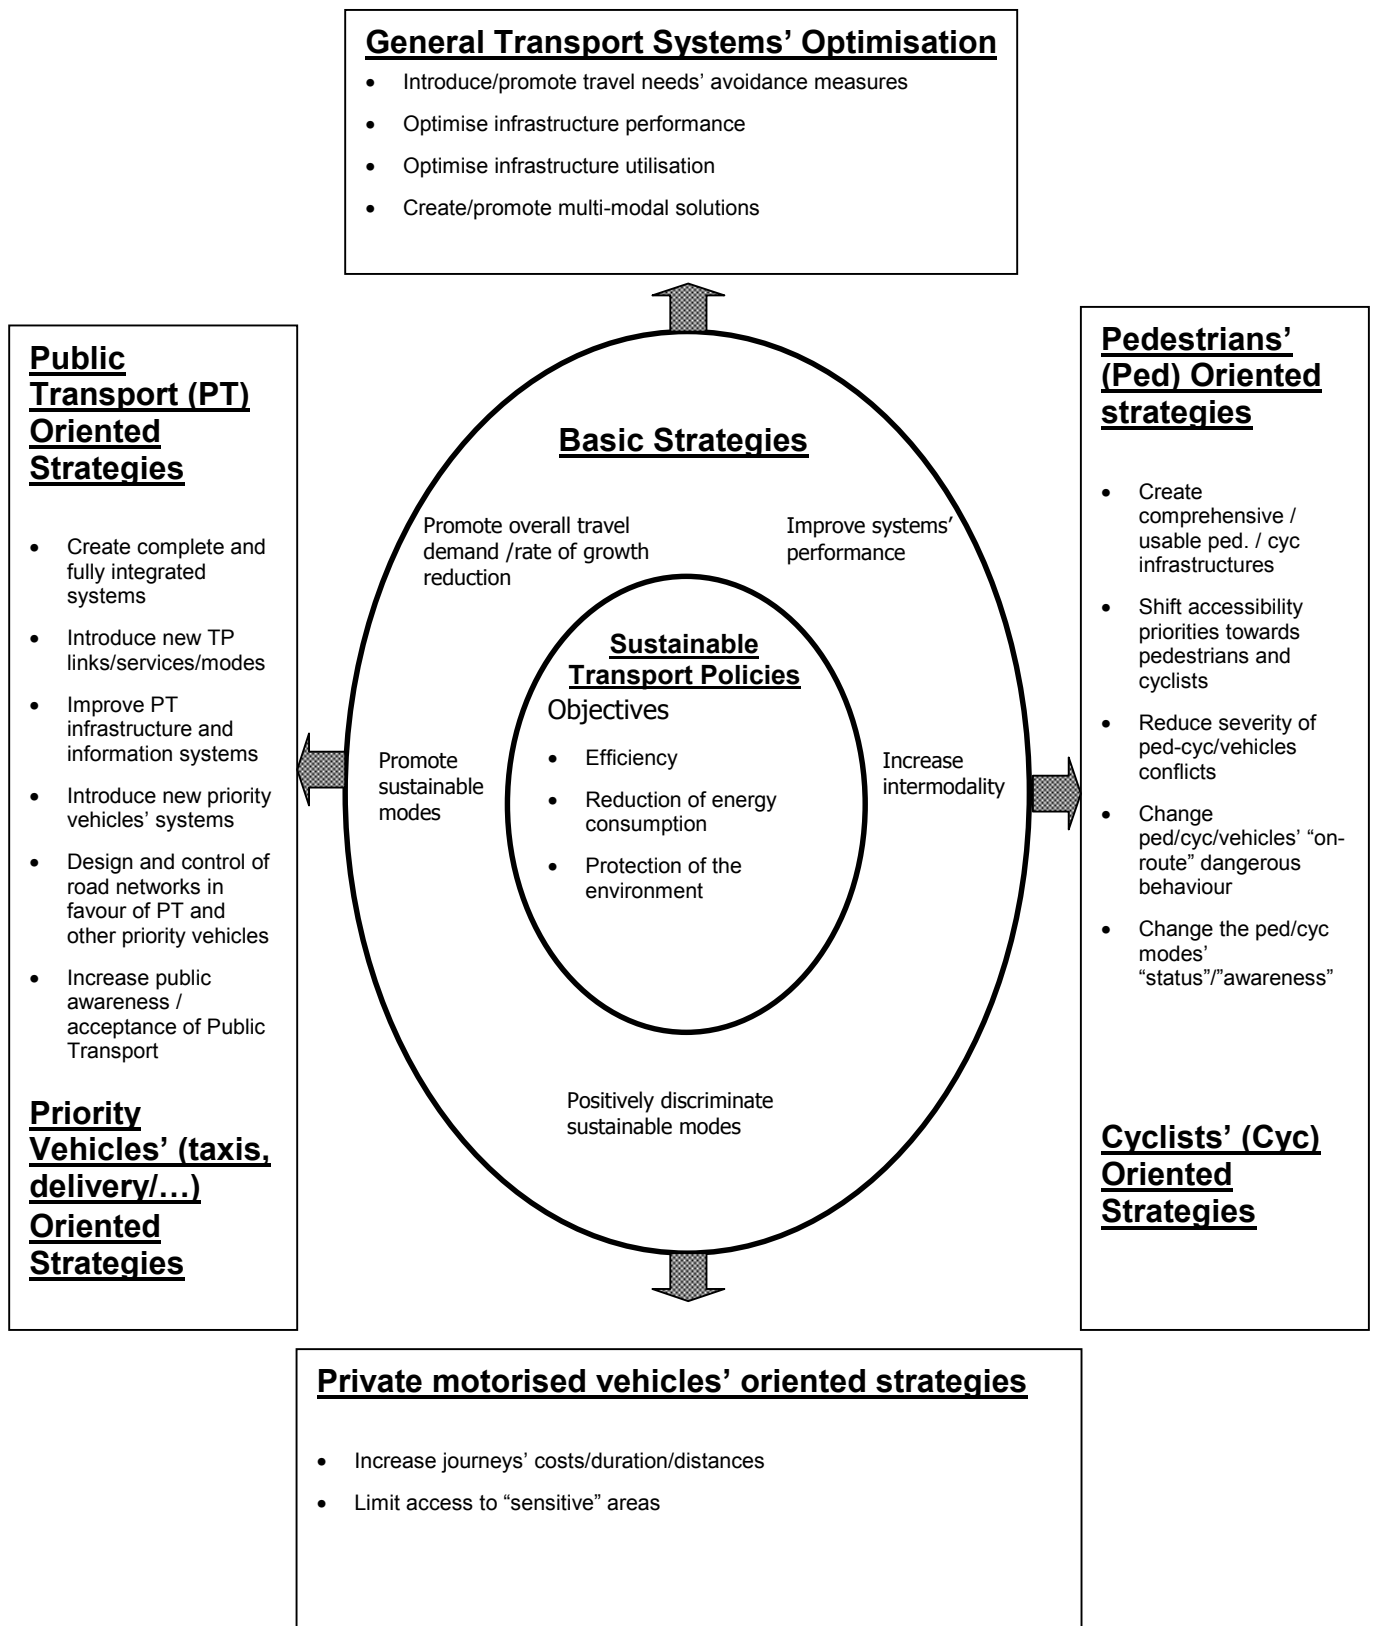 General Transport Systems’ Optimisation
• Introduce/promote travel needs’ avoidance measures
• Optimise infrastructure performance
• Optimise infrastructure utilisation
• Create/promote multi-modal solutions
Public
Transport (PT)
Oriented
Strategies
• Create complete and
fully integrated
systems
• Introduce new TP
links/services/modes
• Improve PT
infrastructure and
information systems
• Introduce new priority
vehicles’ systems
• Design and control of
road networks in
favour of PT and
other priority vehicles
• Increase public
awareness /
acceptance of Public
Transport
Priority
Vehicles’ (taxis,
delivery/…)
Oriented
Strategies
Basic Strategies
Promote overall travel
demand /rate of growth
reduction
Improve systems’
performance
Sustainable
Transport Policies
Objectives
• Efficiency
• Reduction of energy
consumption
• Protection of the
environment
Promote
sustainable
modes
Increase
intermodality
Positively discriminate
sustainable modes
Pedestrians’
(Ped) Oriented
strategies
• Create
comprehensive /
usable ped. / cyc
infrastructures
• Shift accessibility
priorities towards
pedestrians and
cyclists
• Reduce severity of
ped-cyc/vehicles
conflicts
• Change
ped/cyc/vehicles’ “on-
route” dangerous
behaviour
• Change the ped/cyc
modes’
“status”/”awareness”
Cyclists’ (Cyc)
Oriented
Strategies
Private motorised vehicles’ oriented strategies
• Increase journeys’ costs/duration/distances
• Limit access to “sensitive” areas